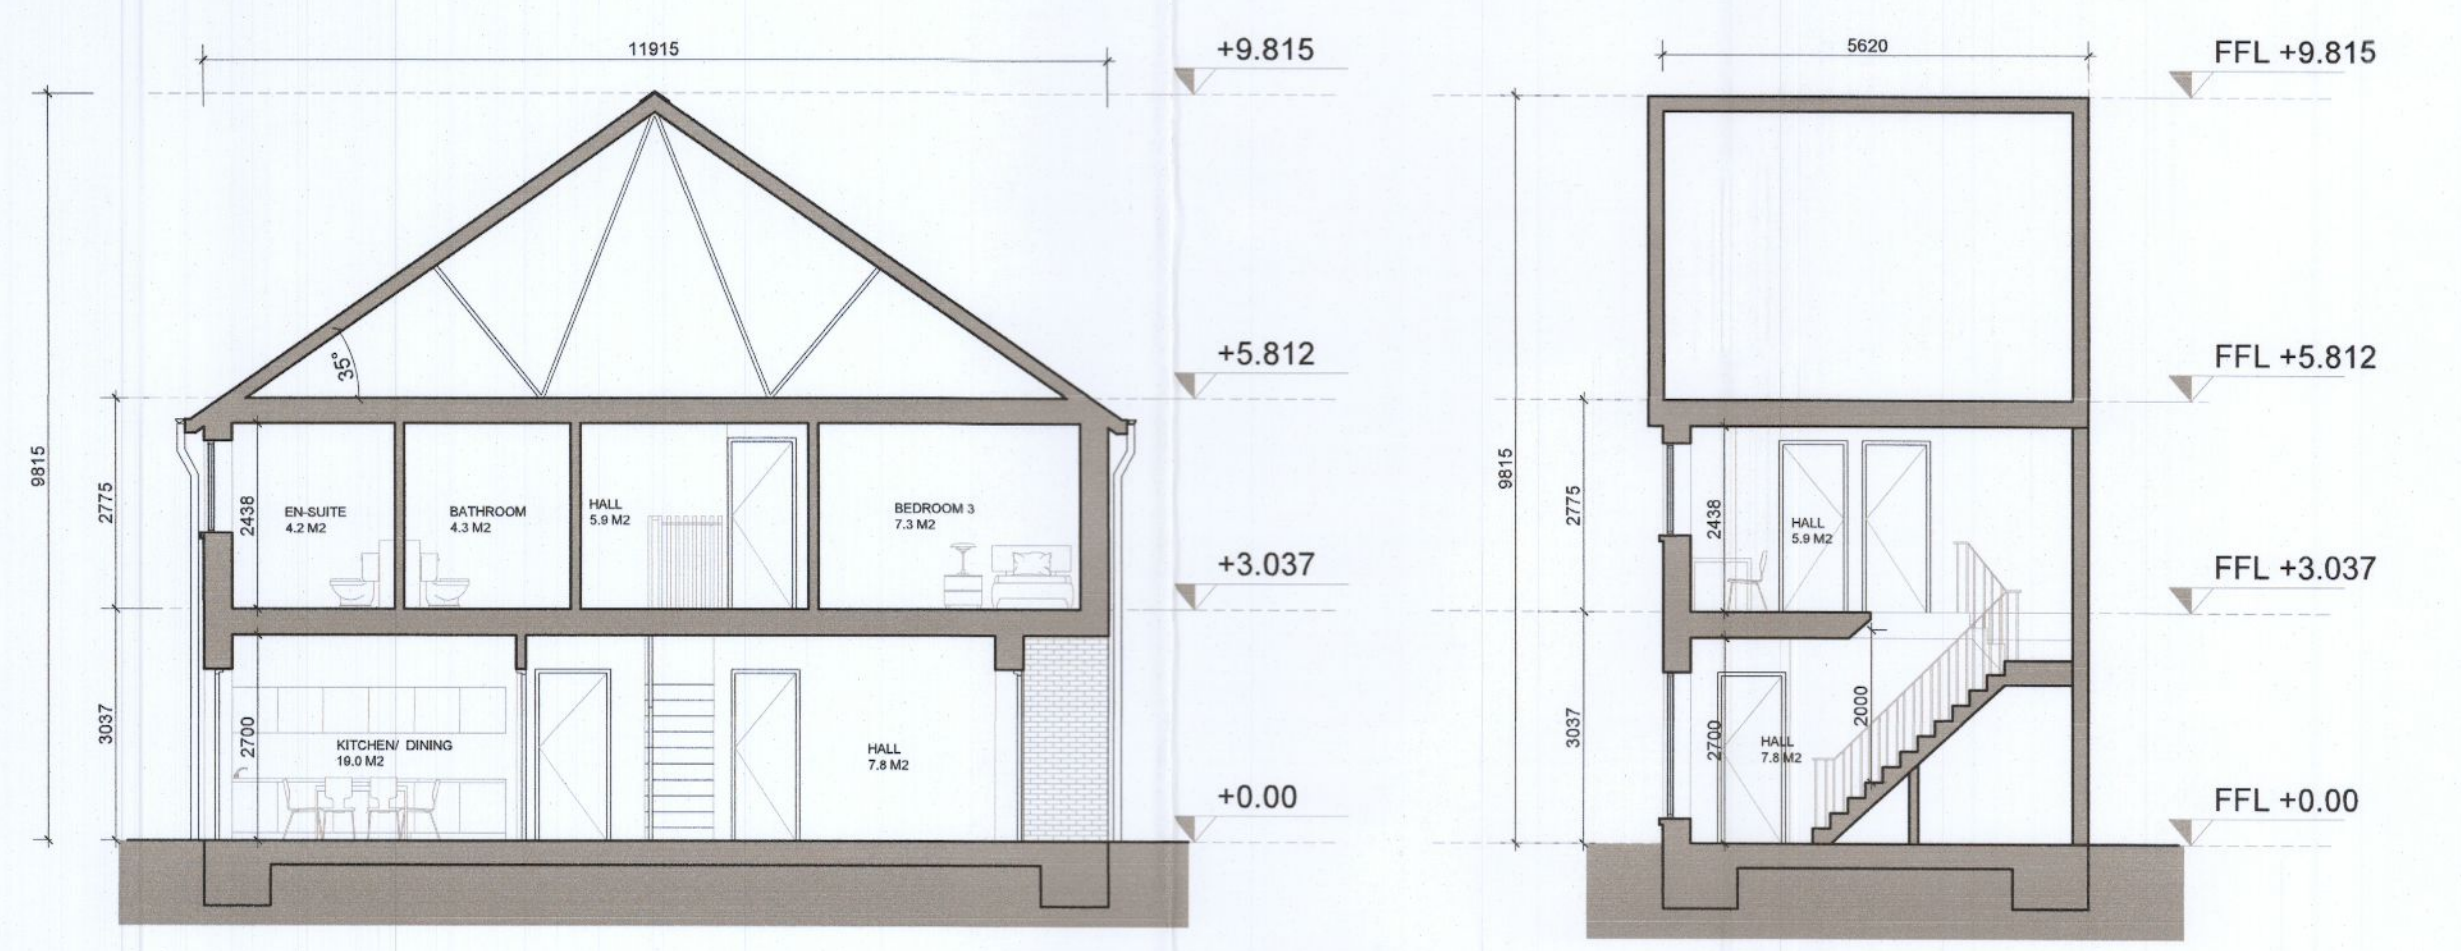 11915
+9.815
9815
35°
+5.812
2775
2438
EN-SUITE
4.2 M2
BATHROOM
4.3 M2
HALL
5.9 M2
BEDROOM 3
7.3 M2
+3.037
3037
2700
KITCHEN/ DINING
19.0 M2
HALL
7.8 M2
+0.00
5620
FFL +9.815
9815
FFL +5.812
2775
2438
HALL
5.9 M2
FFL +3.037
3037
2700
HALL
7.8 M2
2000
FFL +0.00